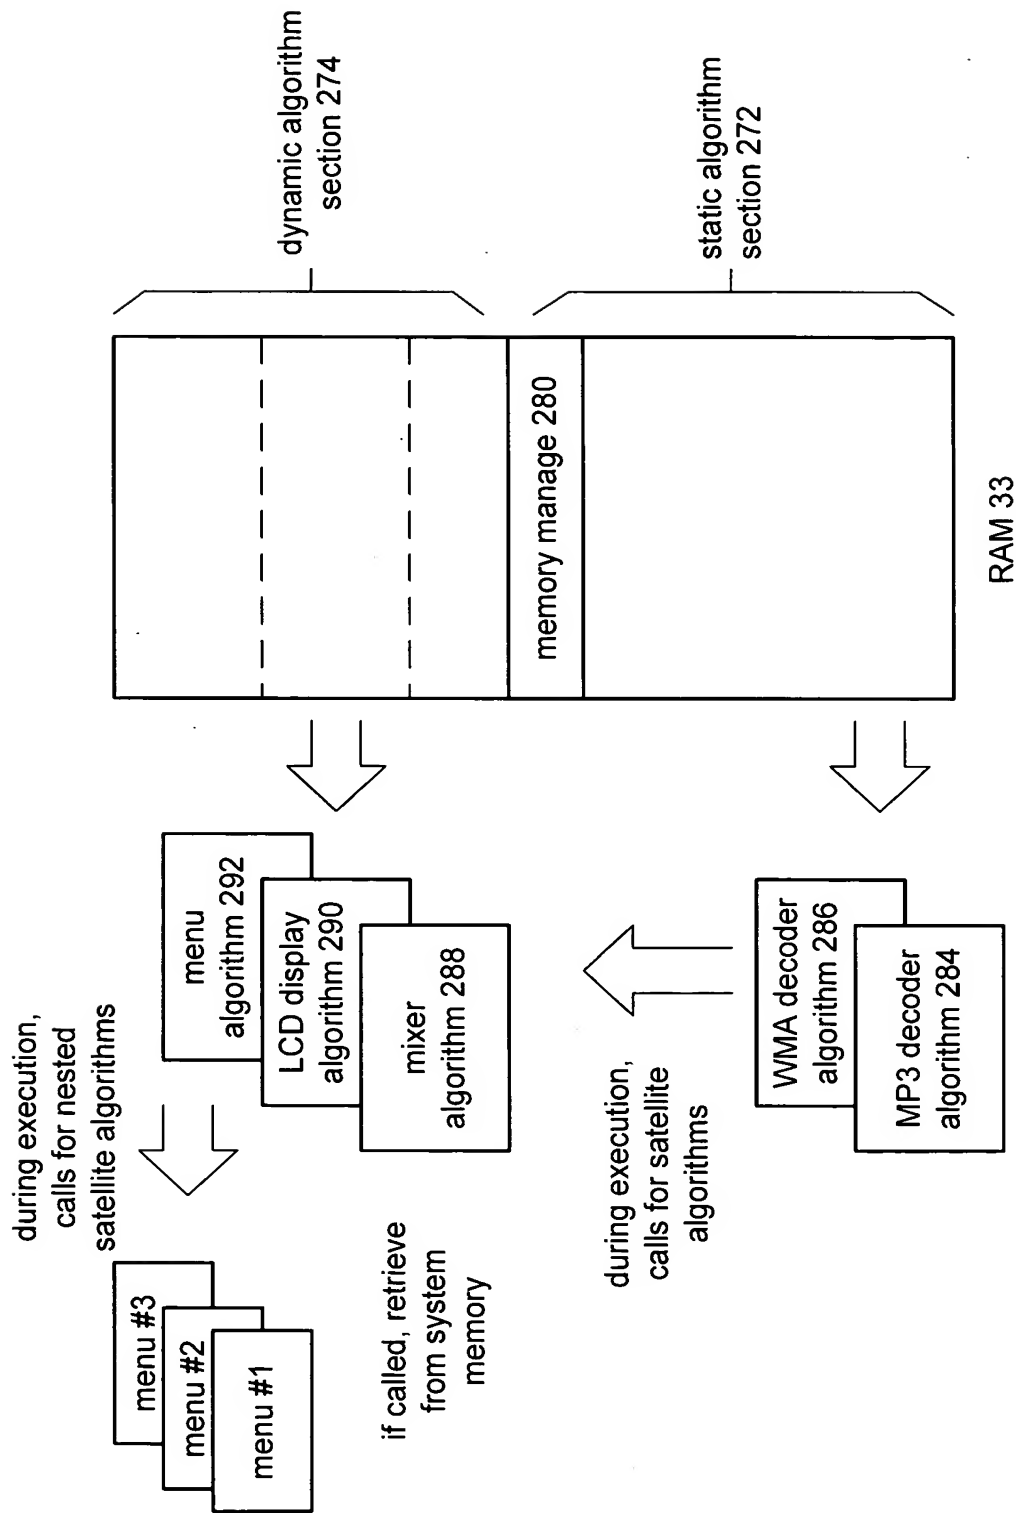 during execution,
calls for nested
satellite algorithms
menu #3
menu #2
menu #1
menu
algorithm 292
LCD display
algorithm 290
mixer
algorithm 288
if called, retrieve
from system
memory
during execution,
calls for satellite
algorithms
WMA decoder
algorithm 286
MP3 decoder
algorithm 284
dynamic algorithm
section 274
memory manage 280
static algorithm
section 272
RAM 33